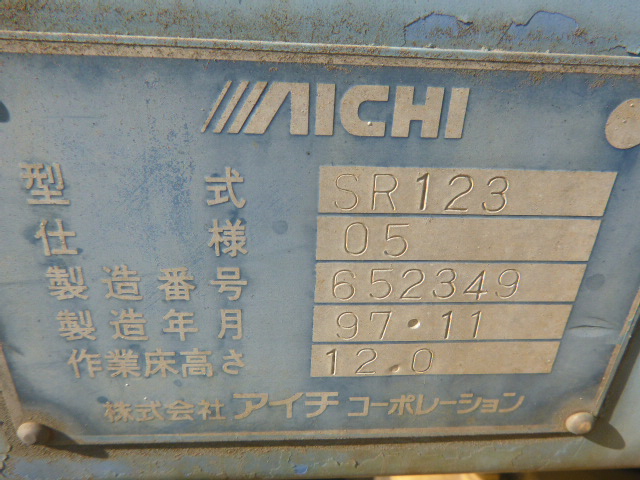 AICHI
型式 SR123
仕様 05
製造番号 652349
製造年月 97・11
作業床高さ 12.0
株式会社 アイチ コーポレーション